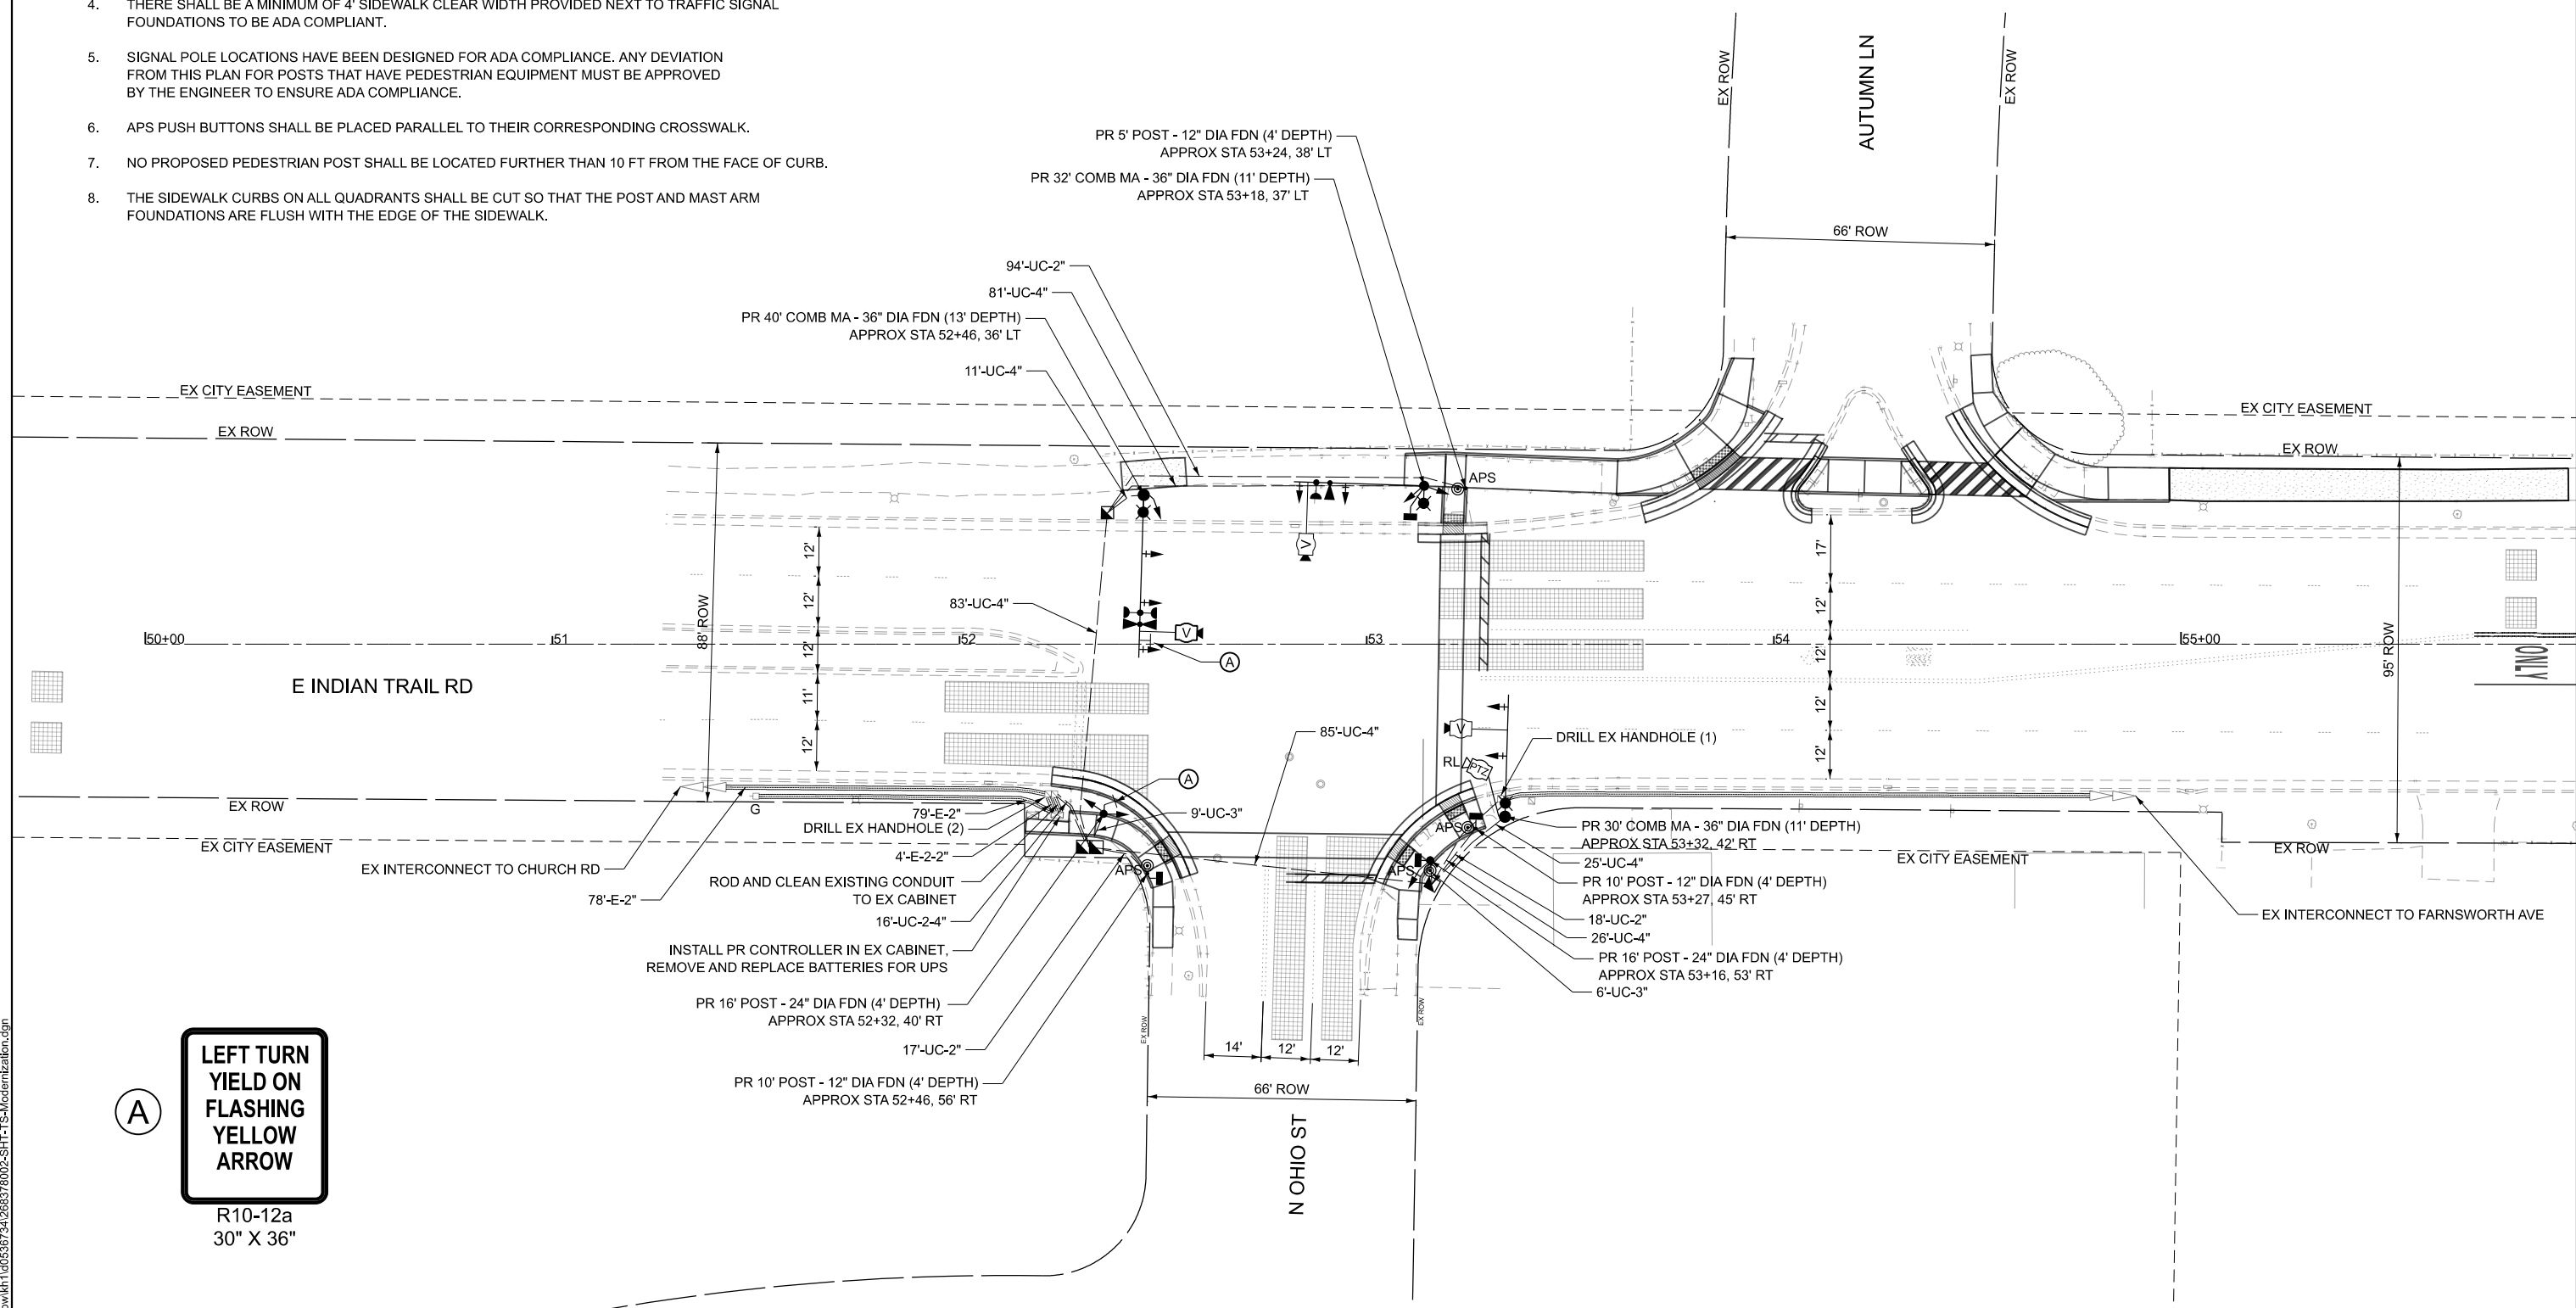 4. THERE SHALL BE A MINIMUM OF 4' SIDEWALK CLEAR WIDTH PROVIDED NEXT TO TRAFFIC SIGNAL
FOUNDATIONS TO BE ADA COMPLIANT.
5. SIGNAL POLE LOCATIONS HAVE BEEN DESIGNED FOR ADA COMPLIANCE. ANY DEVIATION
FROM THIS PLAN FOR POSTS THAT HAVE PEDESTRIAN EQUIPMENT MUST BE APPROVED
BY THE ENGINEER TO ENSURE ADA COMPLIANCE.
6. APS PUSH BUTTONS SHALL BE PLACED PARALLEL TO THEIR CORRESPONDING CROSSWALK.
7. NO PROPOSED PEDESTRIAN POST SHALL BE LOCATED FURTHER THAN 10 FT FROM THE FACE OF CURB.
8. THE SIDEWALK CURBS ON ALL QUADRANTS SHALL BE CUT SO THAT THE POST AND MAST ARM
FOUNDATIONS ARE FLUSH WITH THE EDGE OF THE SIDEWALK.
EX ROW
AUTUMN LN
EX ROW
66' ROW
PR 5' POST - 12" DIA FDN (4' DEPTH)
APPROX STA 53+24, 38' LT
PR 32' COMB MA - 36" DIA FDN (11' DEPTH)
APPROX STA 53+18, 37' LT
94'-UC-2"
81'-UC-4"
PR 40' COMB MA - 36" DIA FDN (13' DEPTH)
APPROX STA 52+46, 36' LT
11'-UC-4"
EX CITY EASEMENT
EX ROW
EX CITY EASEMENT
EX ROW
APS
V
12'
12'
12'
11'
12'
88' ROW
83'-UC-4"
V
A
17'
12'
12'
12'
12'
95' ROW
50+00
51
52
53
54
55+00
ONLY
E INDIAN TRAIL RD
85'-UC-4"
V
DRILL EX HANDHOLE (1)
RL
PTZ
A
EX ROW
G
79'-E-2"
DRILL EX HANDHOLE (2)
9'-UC-3"
EX CITY EASEMENT
4'-E-2-2"
EX INTERCONNECT TO CHURCH RD
ROD AND CLEAN EXISTING CONDUIT
TO EX CABINET
78'-E-2"
16'-UC-2-4"
INSTALL PR CONTROLLER IN EX CABINET,
REMOVE AND REPLACE BATTERIES FOR UPS
PR 16' POST - 24" DIA FDN (4' DEPTH)
APPROX STA 52+32, 40' RT
17'-UC-2"
PR 10' POST - 12" DIA FDN (4' DEPTH)
APPROX STA 52+46, 56' RT
APS
APS
APS
PR 30' COMB MA - 36" DIA FDN (11' DEPTH)
APPROX STA 53+32, 42' RT
25'-UC-4"
PR 10' POST - 12" DIA FDN (4' DEPTH)
APPROX STA 53+27, 45' RT
18'-UC-2"
26'-UC-4"
PR 16' POST - 24" DIA FDN (4' DEPTH)
APPROX STA 53+16, 53' RT
6'-UC-3"
EX CITY EASEMENT
EX ROW
EX INTERCONNECT TO FARNSWORTH AVE
EX ROW
EX ROW
14'
12'
12'
66' ROW
N OHIO ST
A
LEFT TURN
YIELD ON
FLASHING
YELLOW
ARROW
R10-12a
30" X 36"